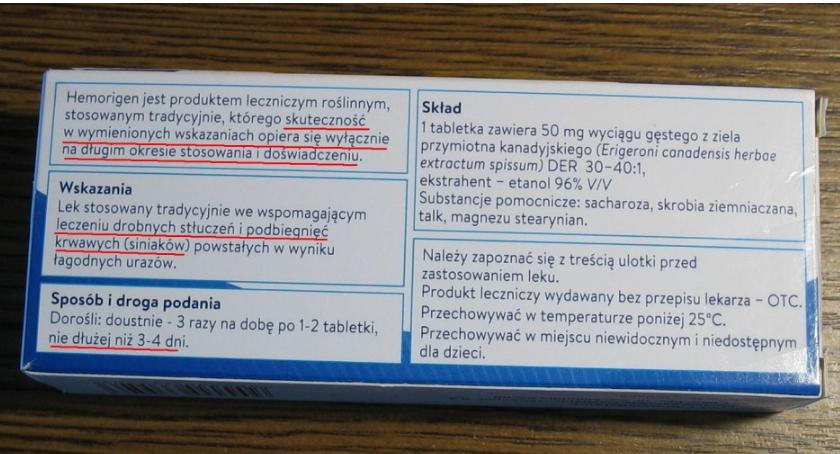 Hemorigen jest produktem leczniczym roślinnym,
stosowanym tradycyjnie, którego skuteczność
w wymienionych wskazaniach opiera się wyłącznie
na długim okresie stosowania i doświadczeniu.
Wskazania
Lek stosowany tradycyjnie we wspomagającym
leczeniu drobnych stłuczeń i podbiegnięć
krwawych (siniaków) powstałych w wyniku
łagodnych urazów.
Sposób i droga podania
Dorośli: doustnie - 3 razy na dobę po 1-2 tabletki,
nie dłużej niż 3-4 dni.
Skład
1 tabletka zawiera 50 mg wyciągu gęstego z ziela
przymiotna kanadyjskiego (Erigeroni canadensis herbae
extractum spissum) DER 30–40:1,
ekstrahent – etanol 96% V/V
Substancje pomocnicze: sacharoza, skrobia ziemniaczana,
talk, magnezu stearynian.
Należy zapoznać się z treścią ulotki przed
zastosowaniem leku.
Produkt leczniczy wydawany bez przepisu lekarza – OTC.
Przechowywać w temperaturze poniżej 25°C.
Przechowywać w miejscu niewidocznym i niedostępnym
dla dzieci.